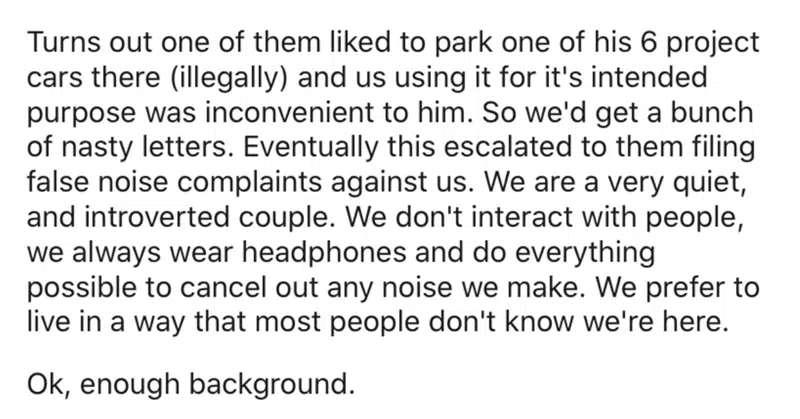 Turns out one of them liked to park one of his 6 project
cars there (illegally) and us using it for it's intended
purpose was inconvenient to him. So we'd get a bunch
of nasty letters. Eventually this escalated to them filing
false noise complaints against us. We are a very quiet,
and introverted couple. We don't interact with people,
we always wear headphones and do everything
possible to cancel out any noise we make. We prefer to
live in a way that most people don't know we're here.
Ok, enough background.